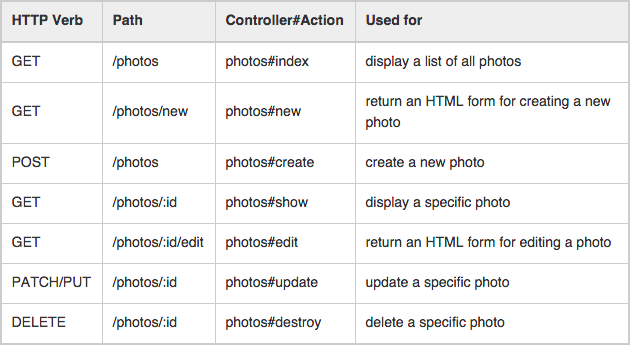 HTTP Verb Path Controller#Action Used for
GET /photos photos#index display a list of all photos
GET /photos/new photos#new return an HTML form for creating a new
photo
POST /photos photos#create create a new photo
GET /photos/:id photos#show display a specific photo
GET /photos/:id/edit photos#edit return an HTML form for editing a photo
PATCH/PUT /photos/:id photos#update update a specific photo
DELETE /photos/:id photos#destroy delete a specific photo